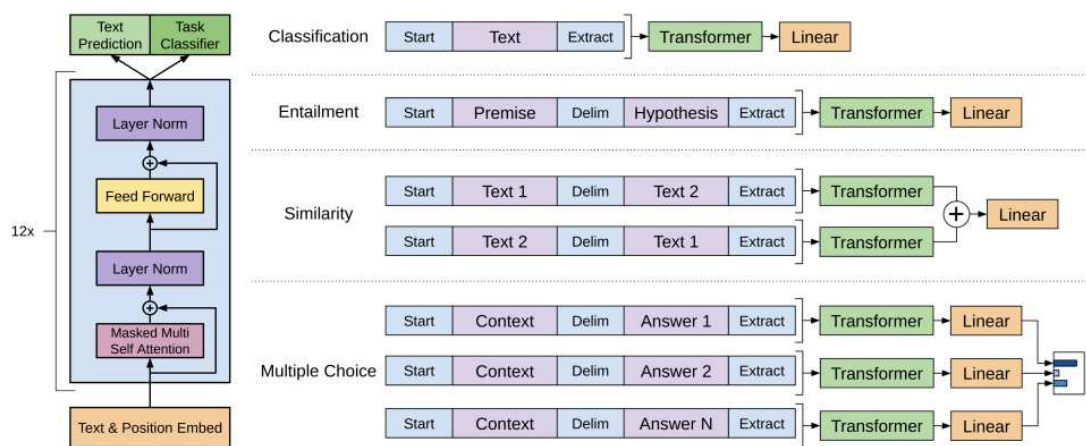 Text
Prediction
Task
Classifier
Layer Norm
Feed Forward
12x
Layer Norm
Masked Multi
Self Attention
Text & Position Embed
Classification
Start Text Extract Transformer Linear
Entailment
Start Premise Delim Hypothesis Extract Transformer Linear
Similarity
Start Text 1 Delim Text 2 Extract Transformer
Linear
Start Text 2 Delim Text 1 Extract Transformer
Multiple Choice
Start Context Delim Answer 1 Extract Transformer Linear
Start Context Delim Answer 2 Extract Transformer Linear
Start Context Delim Answer N Extract Transformer Linear